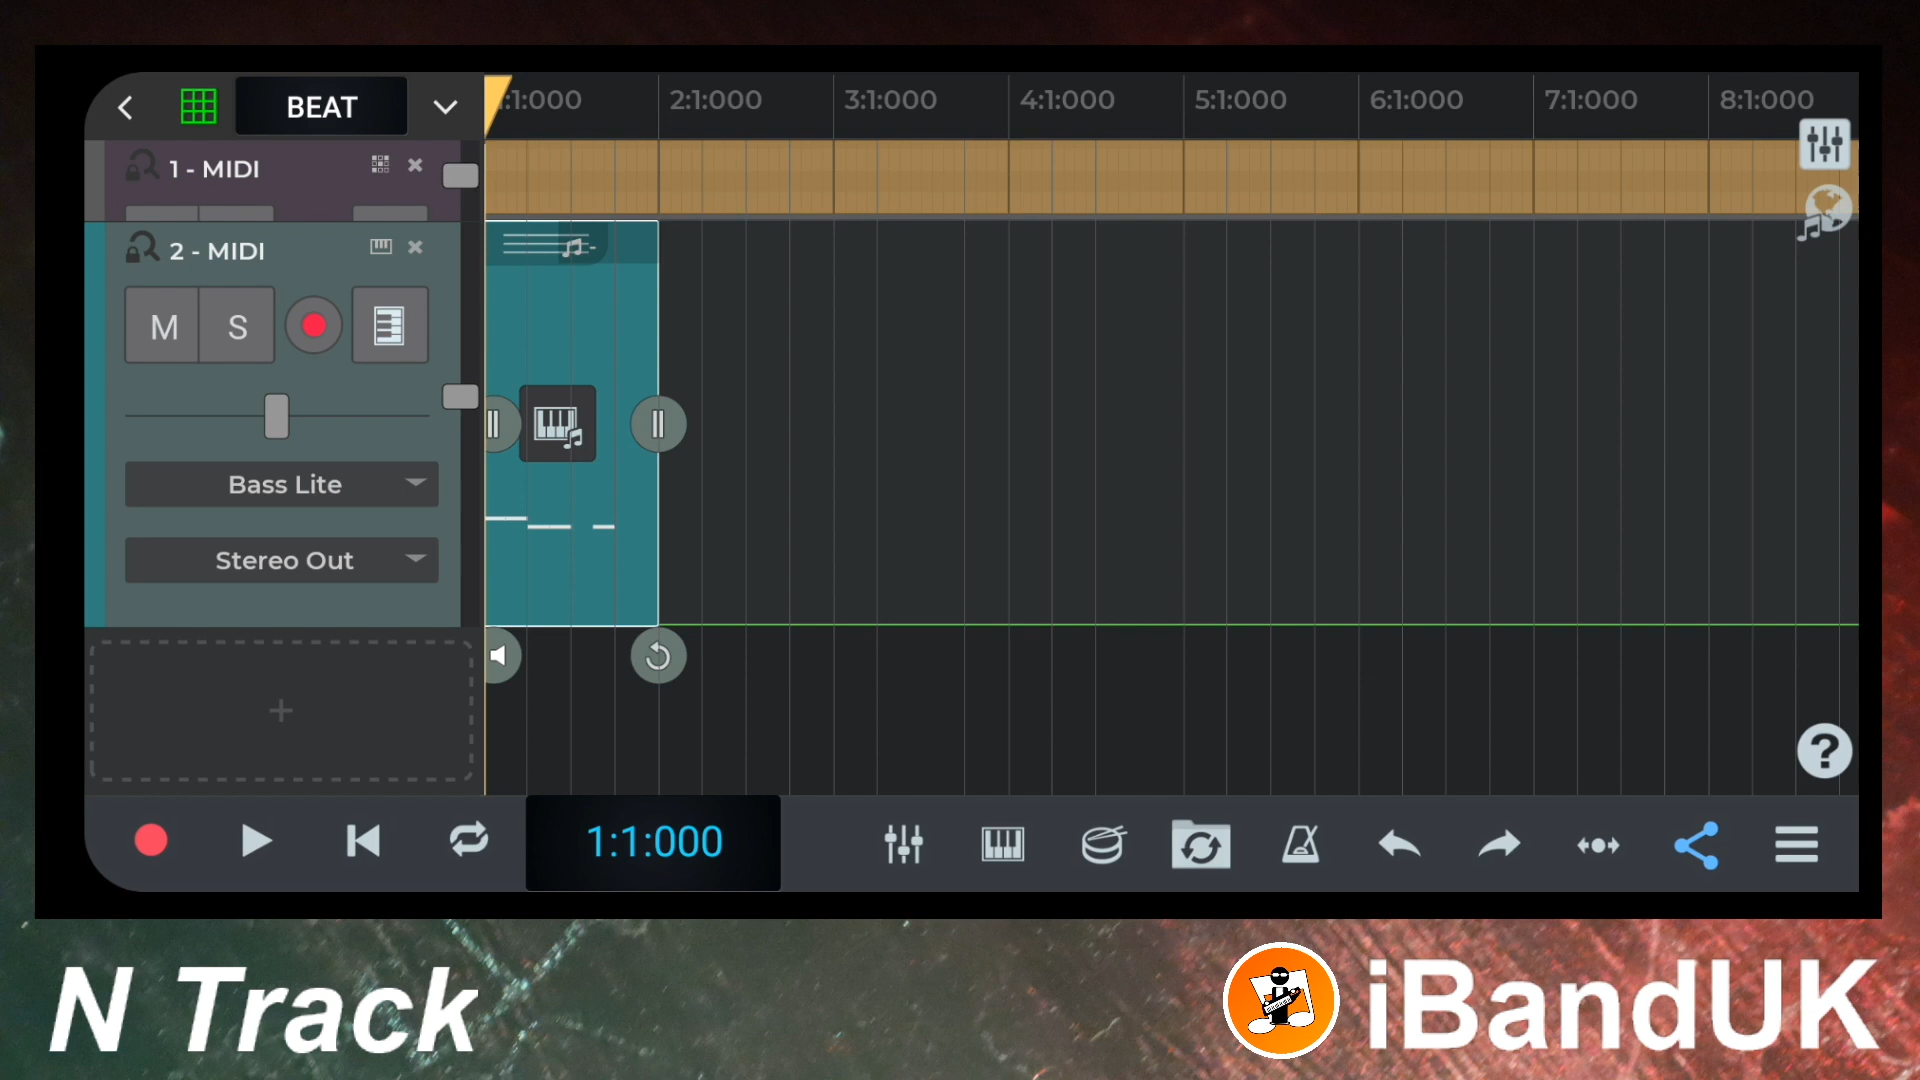 BEAT
1:1:000 2:1:000 3:1:000 4:1:000 5:1:000 6:1:000 7:1:000 8:1:000
1 - MIDI
2 - MIDI
M S
Bass Lite
Stereo Out
+
?
1:1:000
N Track
iBandUK